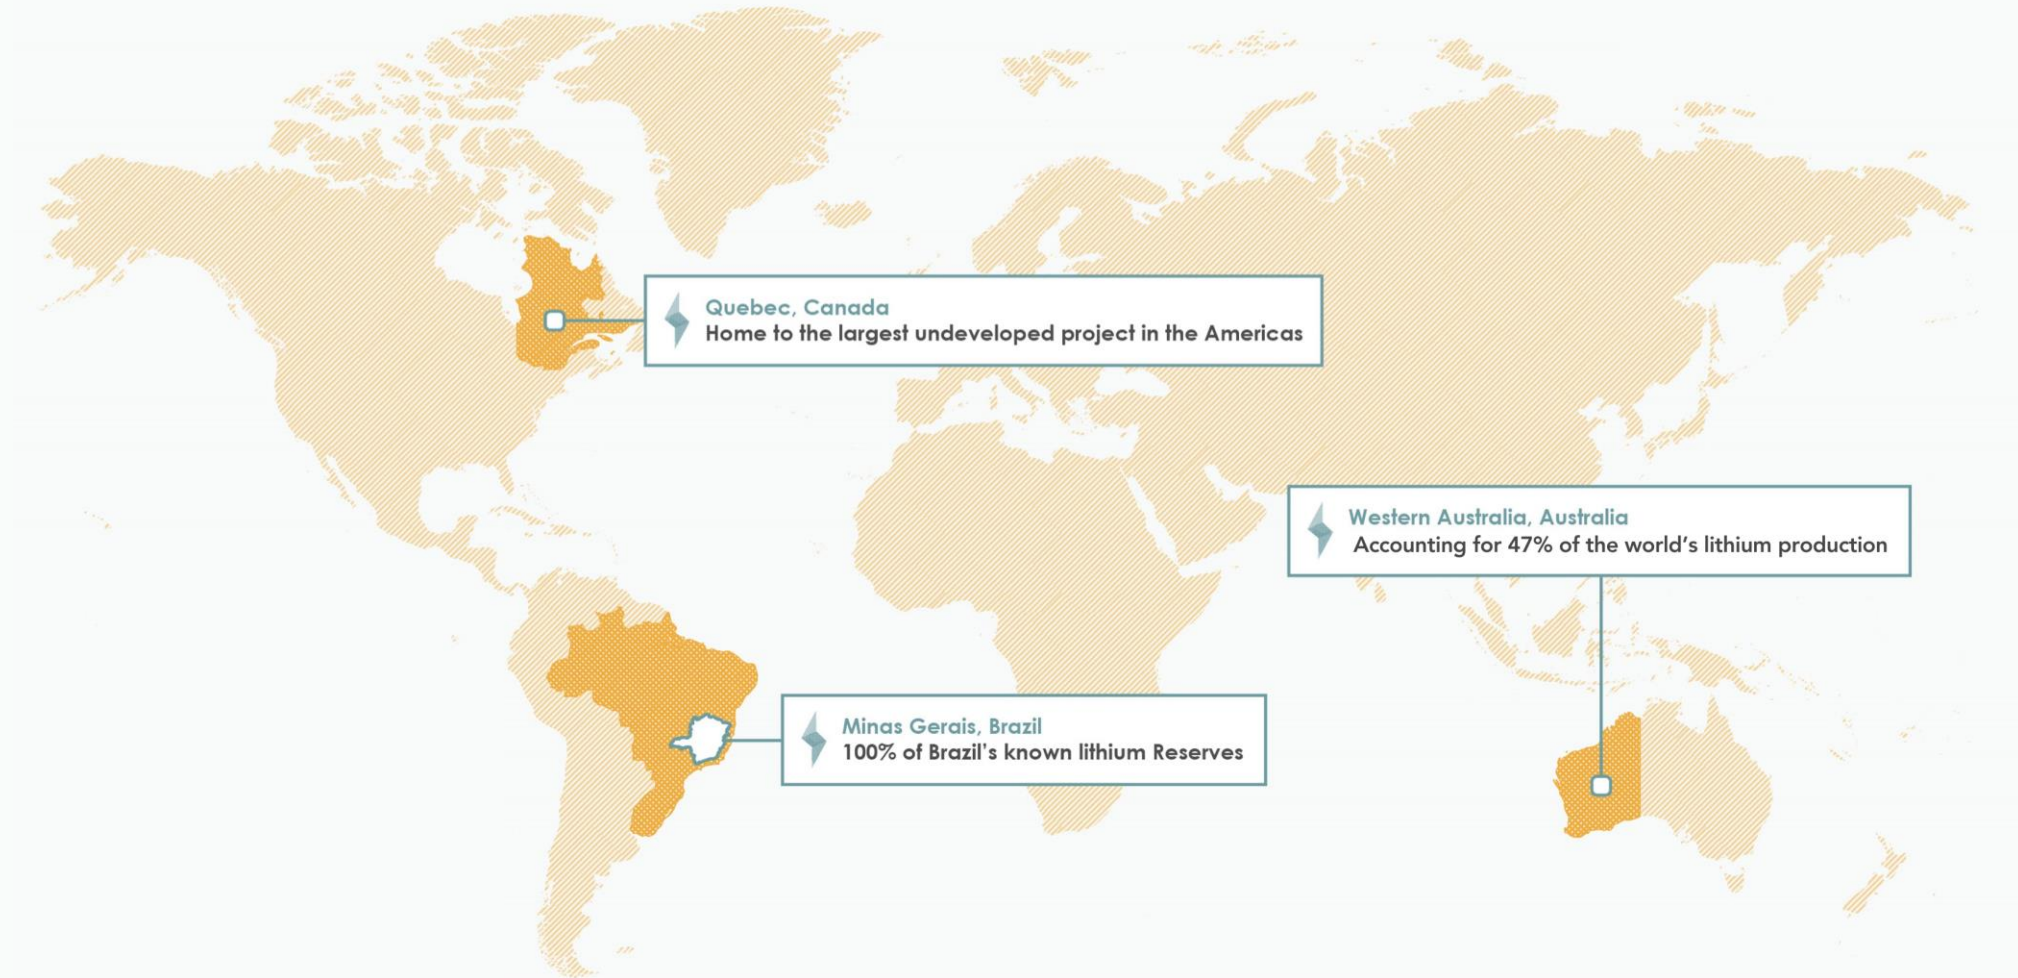 Quebec, Canada
Home to the largest undeveloped project in the Americas
Western Australia, Australia
Accounting for 47% of the world's lithium production
Minas Gerais, Brazil
100% of Brazil's known lithium Reserves